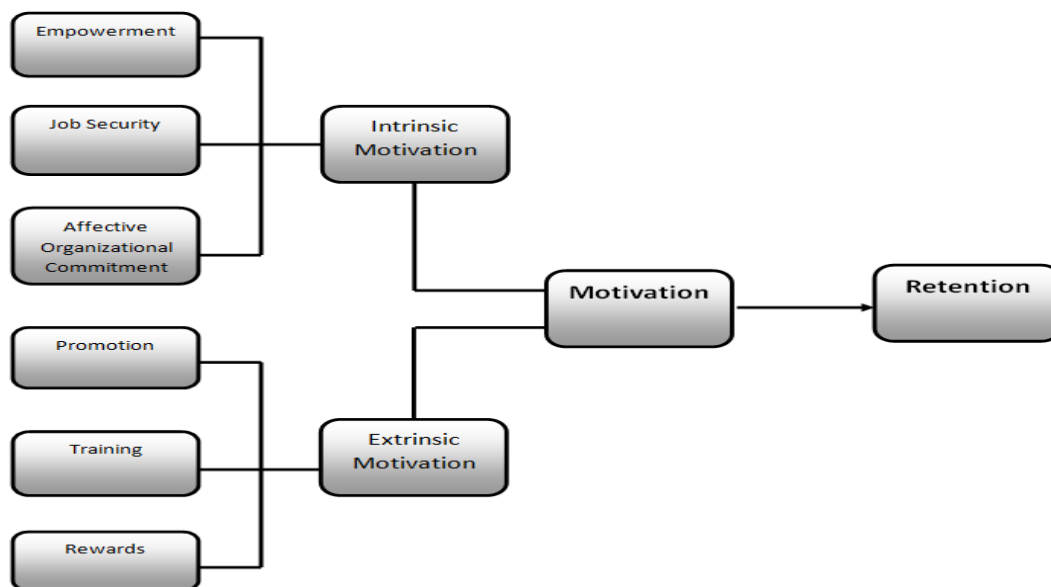 Empowerment
Job Security
Affective
Organizational
Commitment
Intrinsic
Motivation
Promotion
Training
Rewards
Extrinsic
Motivation
Motivation
Retention